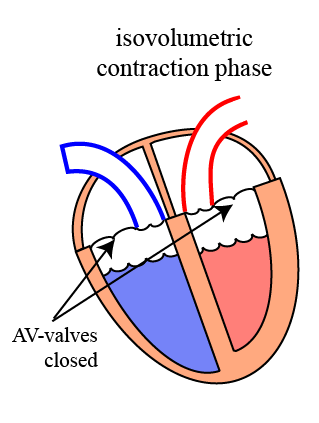 isovolumetric
contraction phase
AV-valves
closed